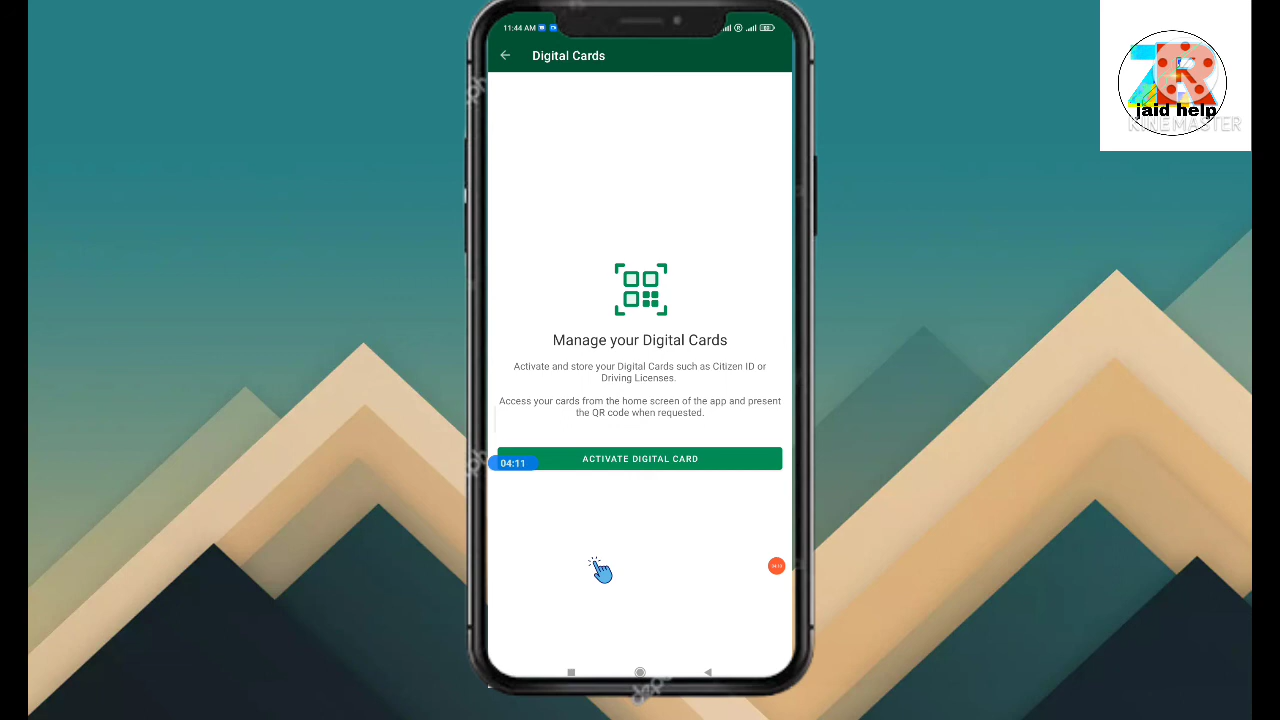 11:44 AM
Digital Cards
jaid help
KINEMASTER
Manage your Digital Cards
Activate and store your Digital Cards such as Citizen ID or
Driving Licenses.
Access your cards from the home screen of the app and present
the QR code when requested.
ACTIVATE DIGITAL CARD
04:11